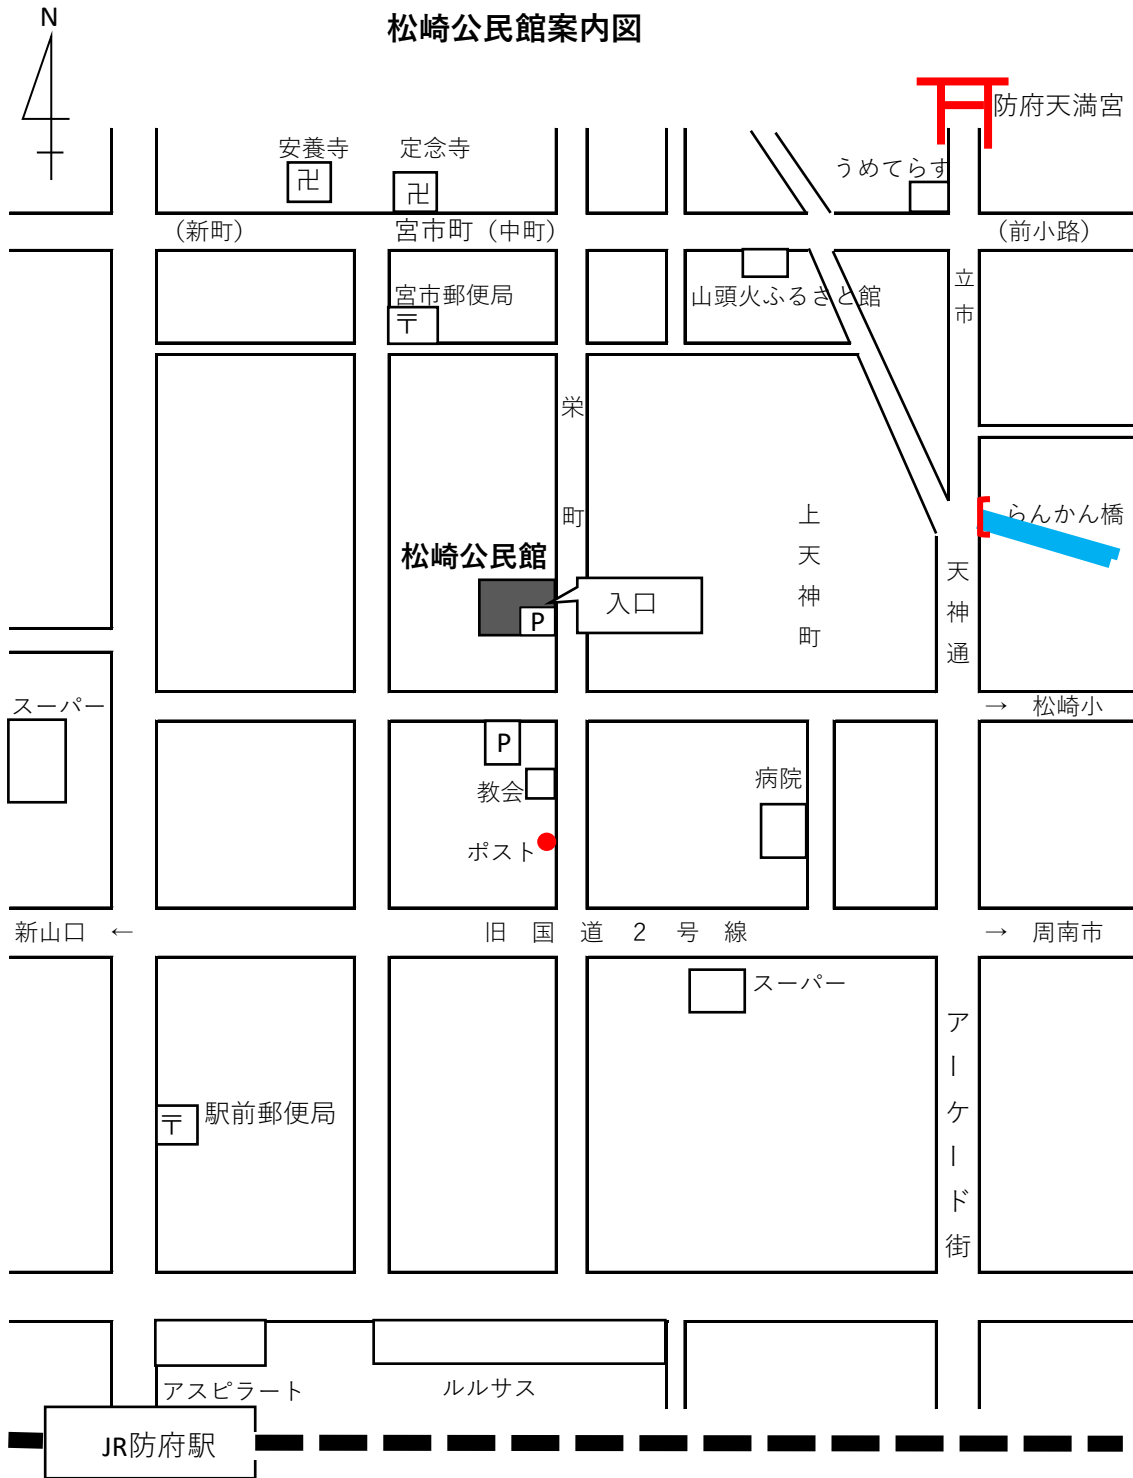 松崎公民館案内図
N
防府天満宮
安養寺
定念寺
卍
卍
うめてらす
(新町)
宮市町（中町）
(前小路)
宮市郵便局
〒
山頭火ふるさと館
立市
栄町
上天神町
らんかん橋
天神通
松崎公民館
P
入口
→ 松崎小
スーパー
P
教会
病院
ポスト
新山口 ←
旧国道２号線
→ 周南市
スーパー
アーケード街
〒
駅前郵便局
アスピラート
ルルサス
JR防府駅